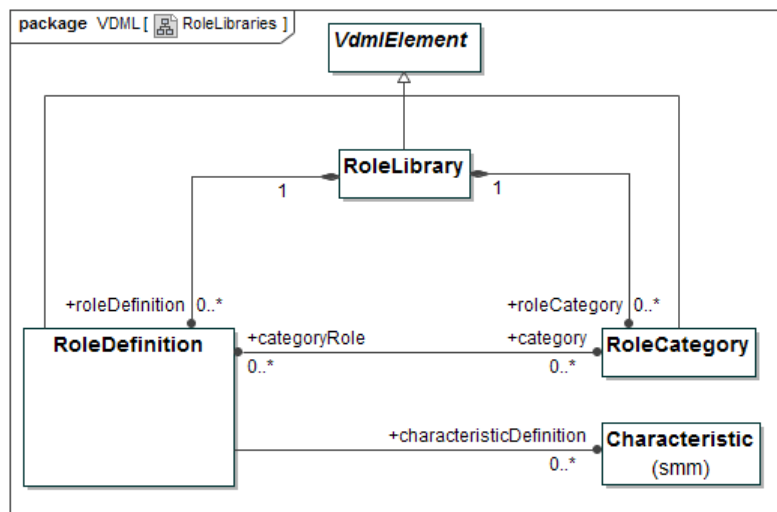 package VDML [ RoleLibraries ]
VdmlElement
RoleLibrary
1
1
+roleDefinition 0..*
+roleCategory 0..*
RoleDefinition
+categoryRole
+category
RoleCategory
0..*
0..*
+characteristicDefinition
Characteristic
0..*
(smm)